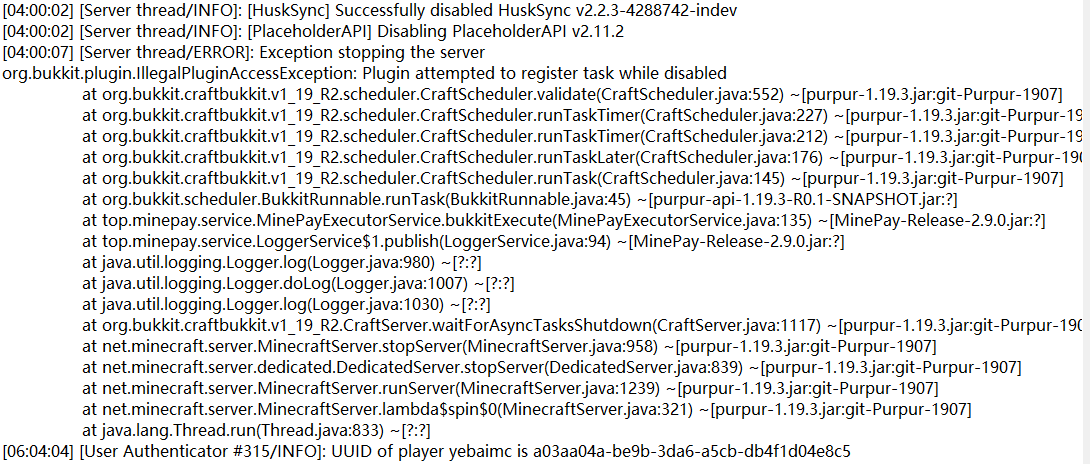 [04:00:02] [Server thread/INFO]: [HuskSync] Successfully disabled HuskSync v2.2.3-4288742-indev
[04:00:02] [Server thread/INFO]: [PlaceholderAPI] Disabling PlaceholderAPI v2.11.2
[04:00:07] [Server thread/ERROR]: Exception stopping the server
org.bukkit.plugin.IllegalPluginAccessException: Plugin attempted to register task while disabled
at org.bukkit.craftbukkit.v1_19_R2.scheduler.CraftScheduler.validate(CraftScheduler.java:552) ~[purpur-1.19.3.jar:git-Purpur-1907]
at org.bukkit.craftbukkit.v1_19_R2.scheduler.CraftScheduler.runTaskTimer(CraftScheduler.java:227) ~[purpur-1.19.3.jar:git-Purpur-19
at org.bukkit.craftbukkit.v1_19_R2.scheduler.CraftScheduler.runTaskTimer(CraftScheduler.java:212) ~[purpur-1.19.3.jar:git-Purpur-19
at org.bukkit.craftbukkit.v1_19_R2.scheduler.CraftScheduler.runTaskLater(CraftScheduler.java:176) ~[purpur-1.19.3.jar:git-Purpur-190
at org.bukkit.craftbukkit.v1_19_R2.scheduler.CraftScheduler.runTask(CraftScheduler.java:145) ~[purpur-1.19.3.jar:git-Purpur-1907]
at org.bukkit.scheduler.BukkitRunnable.runTask(BukkitRunnable.java:45) ~[purpur-api-1.19.3-R0.1-SNAPSHOT.jar:?]
at top.minepay.service.MinePayExecutorService.bukkitExecute(MinePayExecutorService.java:135) ~[MinePay-Release-2.9.0.jar:?]
at top.minepay.service.LoggerService$1.publish(LoggerService.java:94) ~[MinePay-Release-2.9.0.jar:?]
at java.util.logging.Logger.log(Logger.java:980) ~[?:?]
at java.util.logging.Logger.doLog(Logger.java:1007) ~[?:?]
at java.util.logging.Logger.log(Logger.java:1030) ~[?:?]
at org.bukkit.craftbukkit.v1_19_R2.CraftServer.waitForAsyncTasksShutdown(CraftServer.java:1117) ~[purpur-1.19.3.jar:git-Purpur-190
at net.minecraft.server.MinecraftServer.stopServer(MinecraftServer.java:958) ~[purpur-1.19.3.jar:git-Purpur-1907]
at net.minecraft.server.dedicated.DedicatedServer.stopServer(DedicatedServer.java:839) ~[purpur-1.19.3.jar:git-Purpur-1907]
at net.minecraft.server.MinecraftServer.runServer(MinecraftServer.java:1239) ~[purpur-1.19.3.jar:git-Purpur-1907]
at net.minecraft.server.MinecraftServer.lambda$spin$0(MinecraftServer.java:321) ~[purpur-1.19.3.jar:git-Purpur-1907]
at java.lang.Thread.run(Thread.java:833) ~[?:?]
[06:04:04] [User Authenticator #315/INFO]: UUID of player yebaimc is a03aa04a-be9b-3da6-a5cb-db4f1d04e8c5